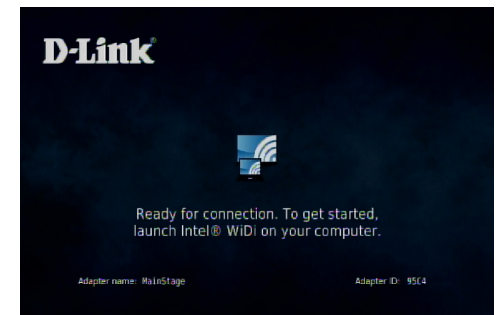 D-Link®
Ready for connection. To get started,
launch Intel® WiDi on your computer.
Adapter name: MainStage Adapter ID: 95C4